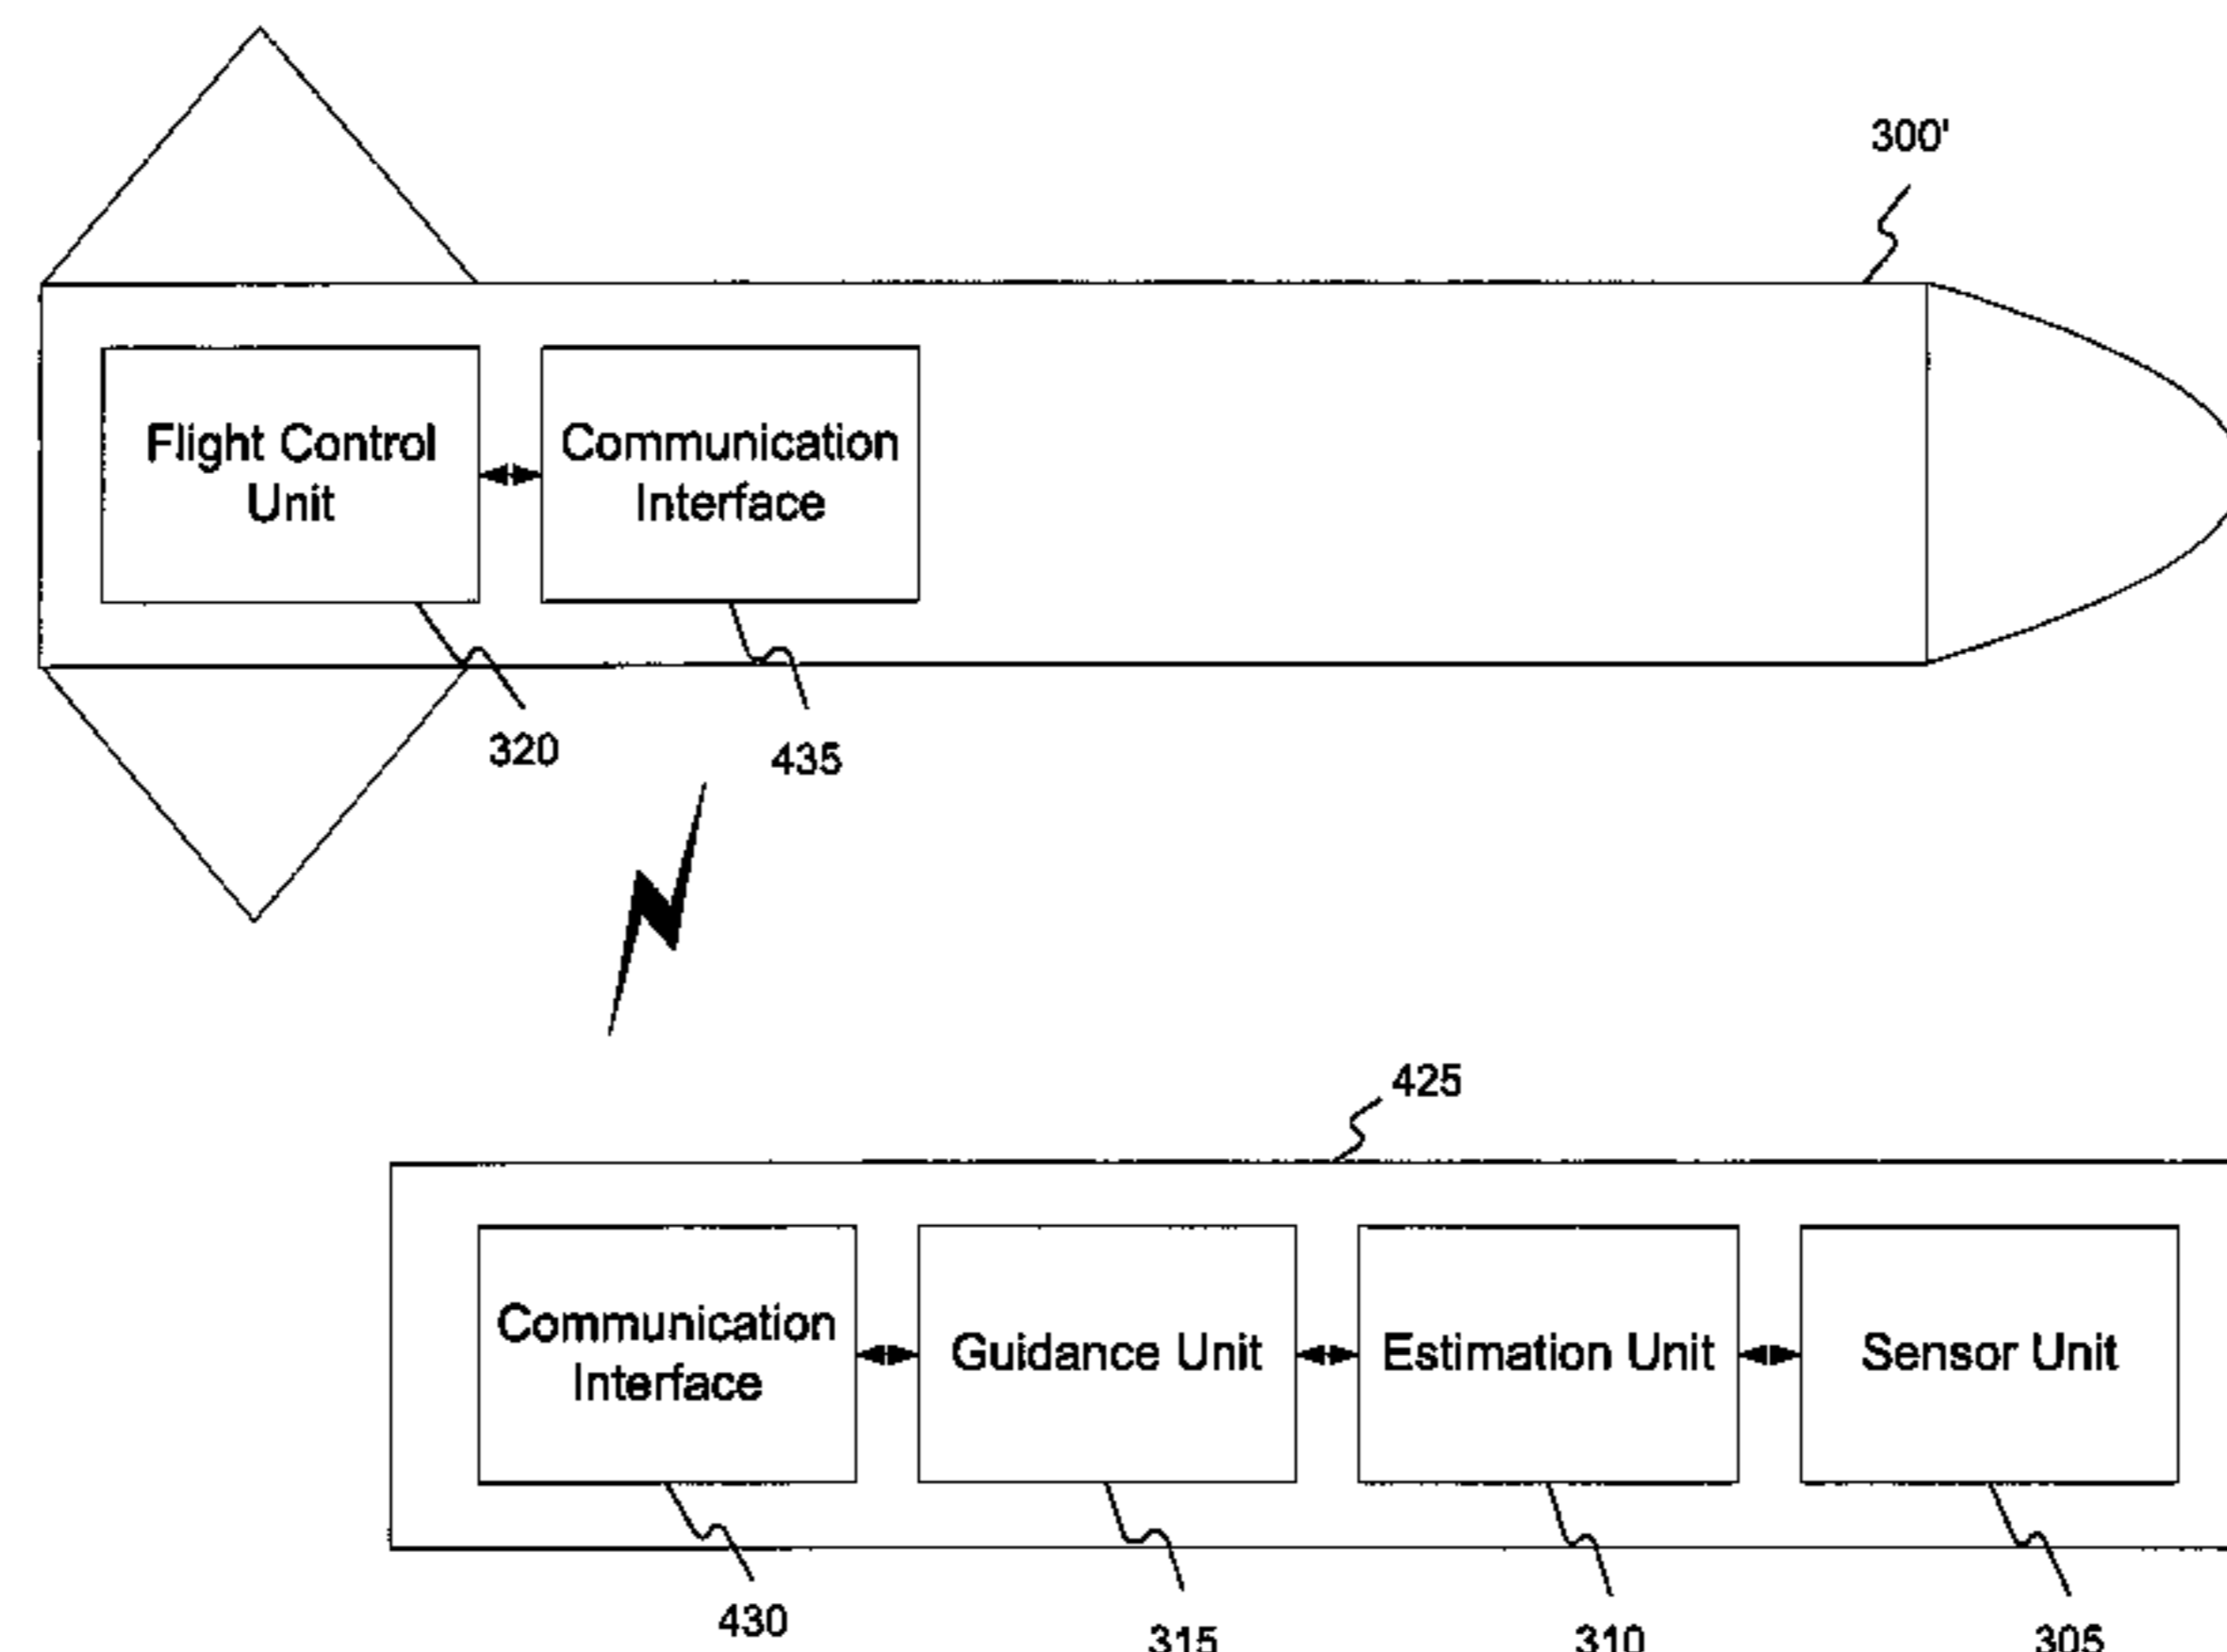 300'
Flight Control
Unit
Communication
Interface
320
435
425
Communication
Interface
Guidance Unit
Estimation Unit
Sensor Unit
430
315
310
305